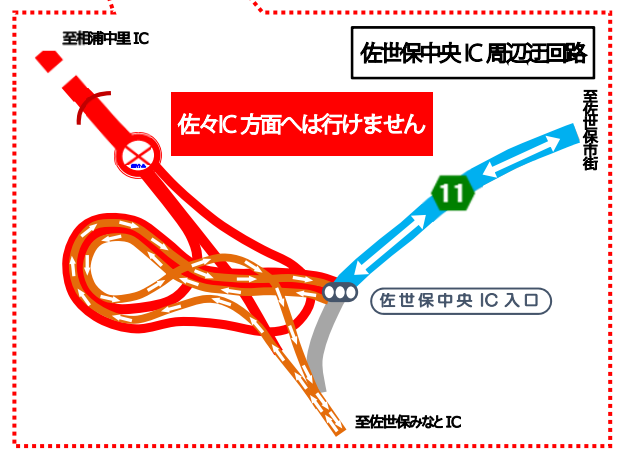 至相浦中里 IC
佐世保中央 IC 周辺迂回路
佐々IC 方面へは行けません
至佐世保市街
11
佐世保中央 IC 入口
至佐世保みなと IC